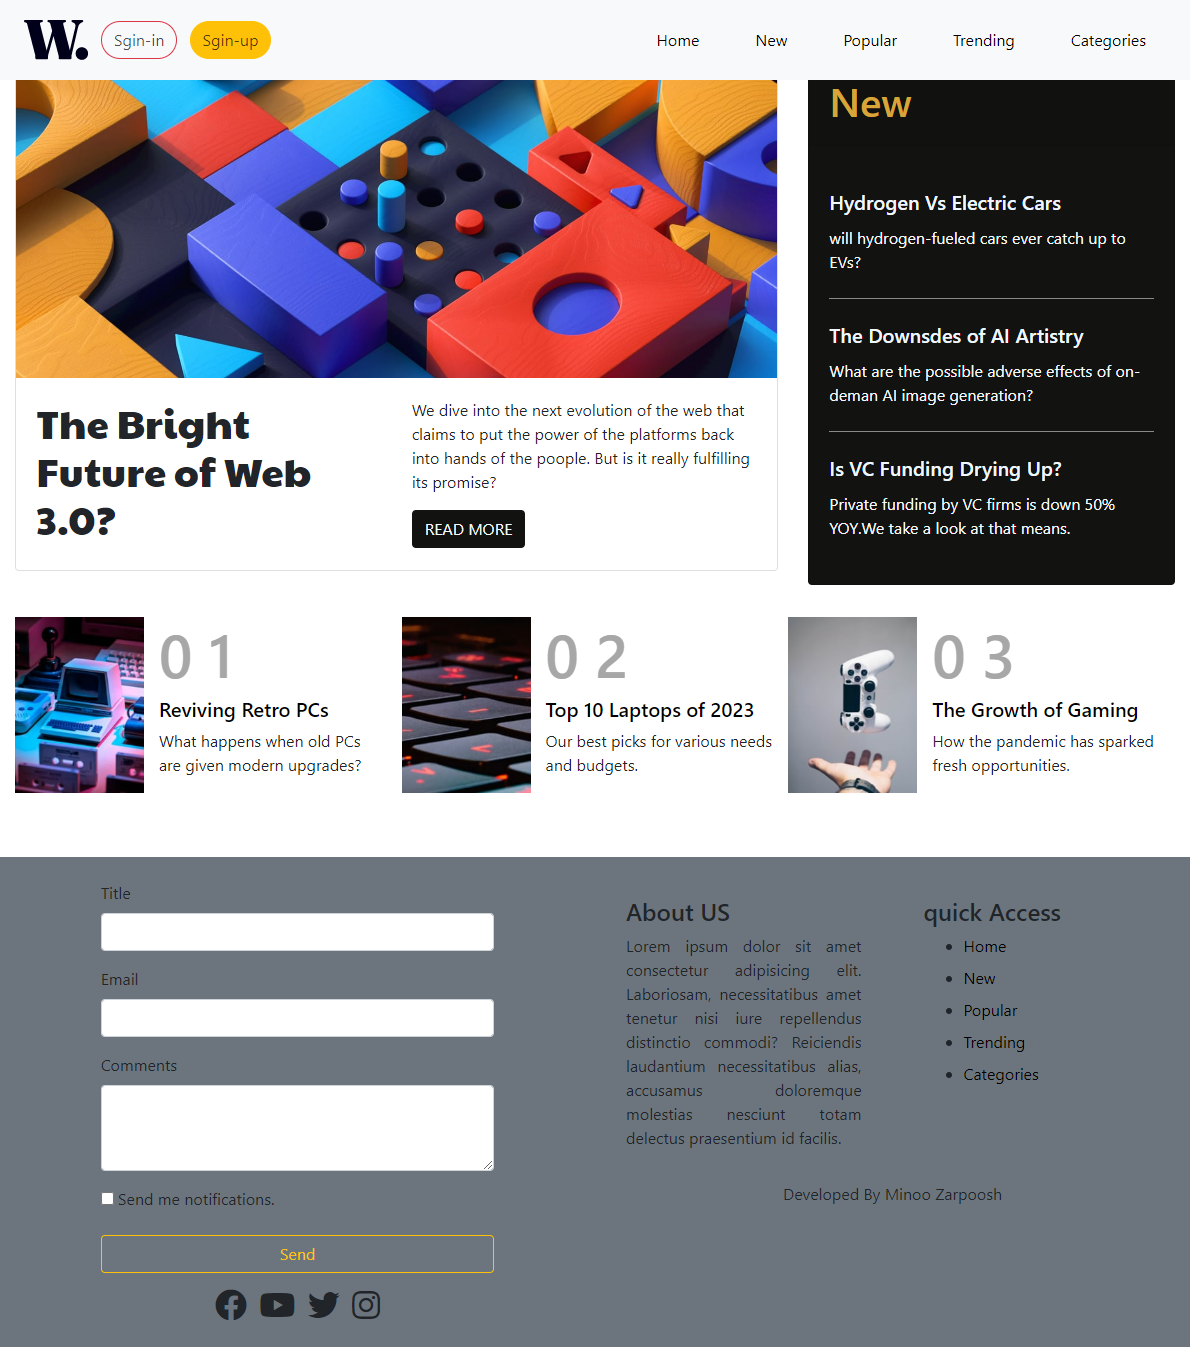 W.
Sgin-in
Sgin-up
Home
New
Popular
Trending
Categories
The Bright
Future of Web
3.0?
We dive into the next evolution of the web that
claims to put the power of the platforms back
into hands of the poople. But is it really fulfilling
its promise?
READ MORE
New
Hydrogen Vs Electric Cars
will hydrogen-fueled cars ever catch up to
EVs?
The Downsdes of AI Artistry
What are the possible adverse effects of on-
deman AI image generation?
Is VC Funding Drying Up?
Private funding by VC firms is down 50%
YOY.We take a look at that means.
0 1
Reviving Retro PCs
What happens when old PCs
are given modern upgrades?
0 2
Top 10 Laptops of 2023
Our best picks for various needs
and budgets.
0 3
The Growth of Gaming
How the pandemic has sparked
fresh opportunities.
Title
Email
Comments
Send me notifications.
Send
About US
Lorem ipsum dolor sit amet
consectetur adipisicing elit.
Laboriosam, necessitatibus amet
tenetur nisi iure repellendus
distinctio commodi? Reiciendis
laudantium necessitatibus alias,
accusamus doloremque
molestias nesciunt totam
delectus praesentium id facilis.
quick Access
Home
New
Popular
Trending
Categories
Developed By Minoo Zarpoosh